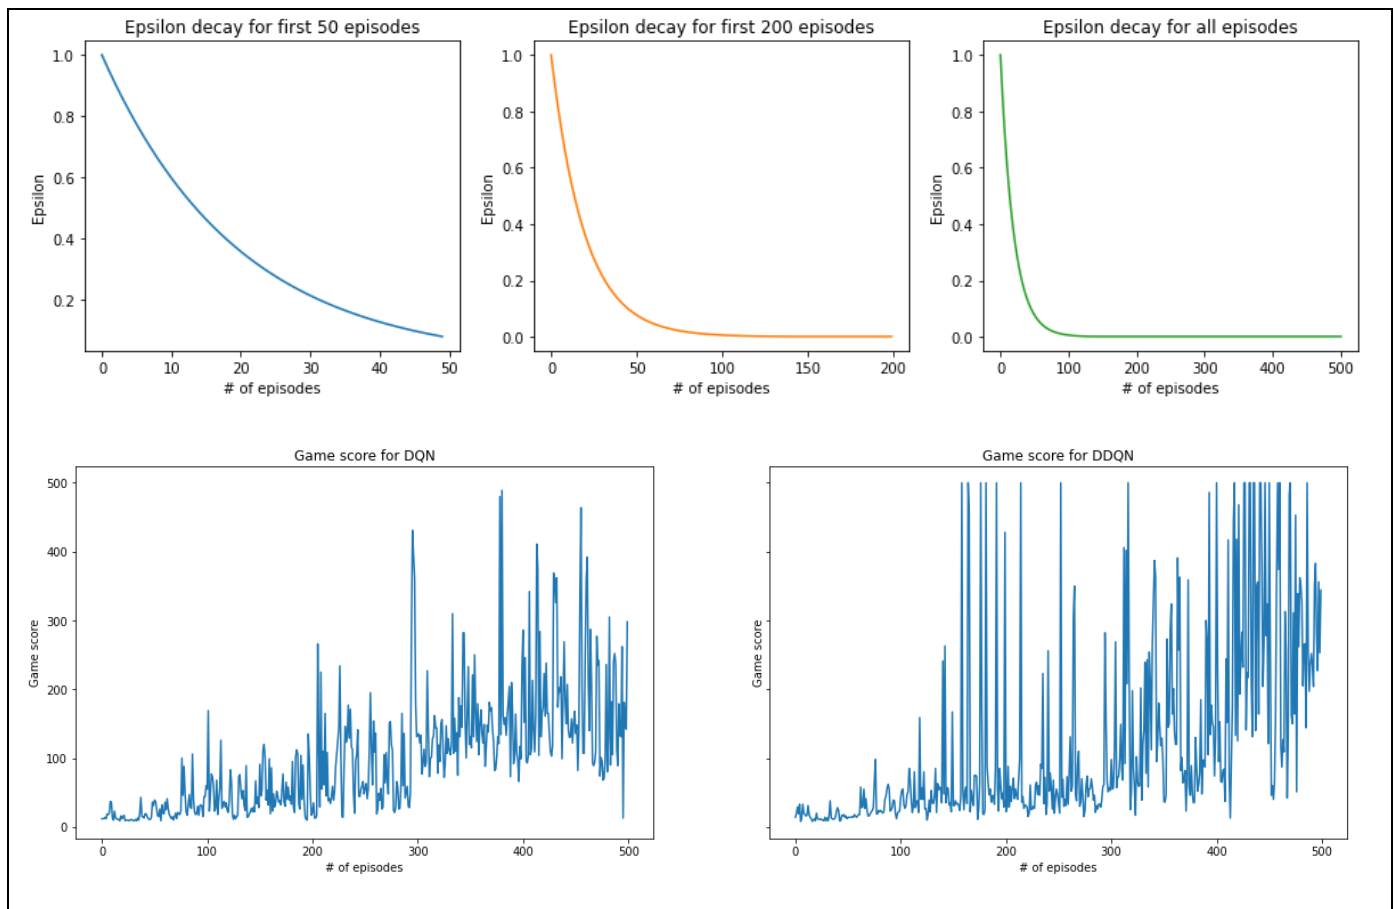 Epsilon decay for first 50 episodes
1.0
0.8
0.6
0.4
0.2
Epsilon
0 10 20 30 40 50
# of episodes
Epsilon decay for first 200 episodes
1.0
0.8
0.6
0.4
0.2
0.0
Epsilon
0 50 100 150 200
# of episodes
Epsilon decay for all episodes
1.0
0.8
0.6
0.4
0.2
0.0
Epsilon
0 100 200 300 400 500
# of episodes
Game score for DQN
500
400
300
200
100
0
Game score
0 100 200 300 400 500
# of episodes
Game score for DDQN
Game score
0 100 200 300 400 500
# of episodes